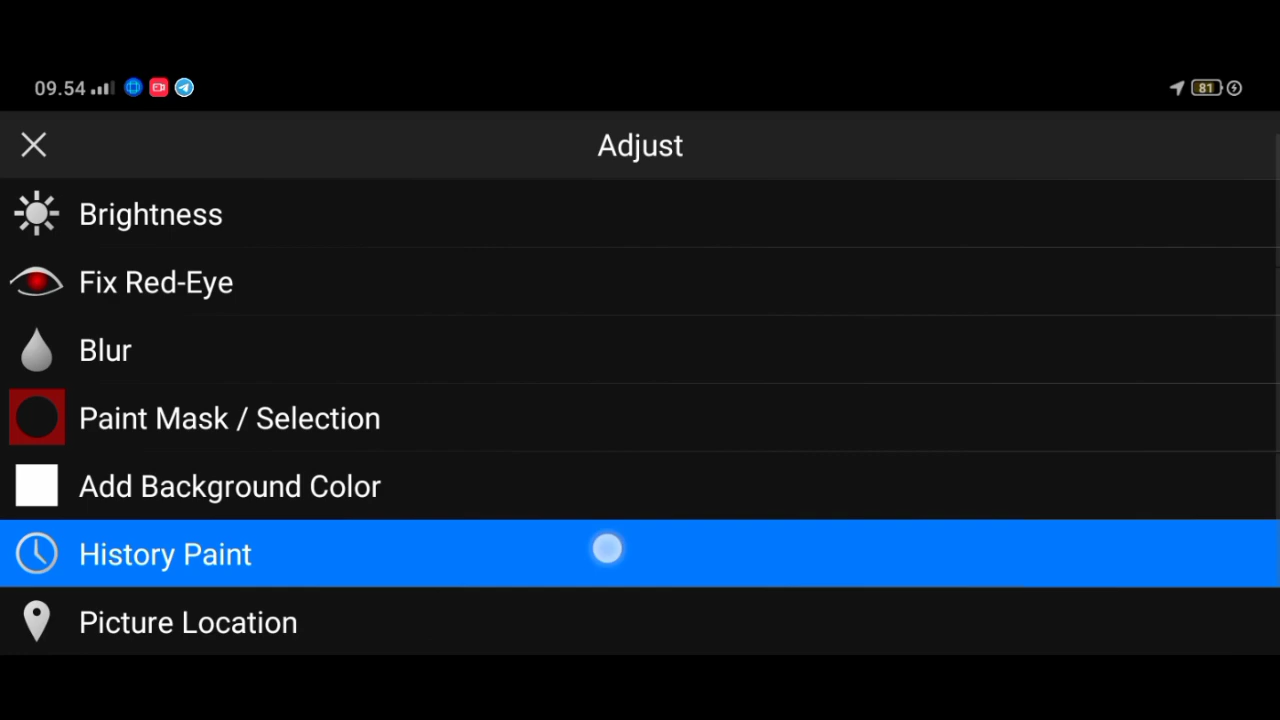 09.54
81
Adjust
Brightness
Fix Red-Eye
Blur
Paint Mask / Selection
Add Background Color
History Paint
Picture Location